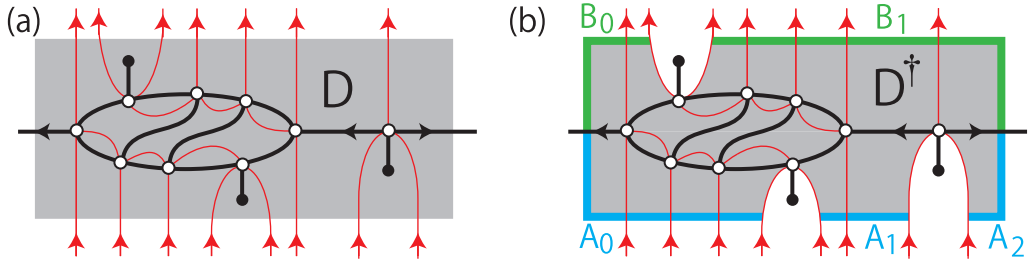 (a)
D
(b)
B₀ B₁
D†
A₀ A₁ A₂